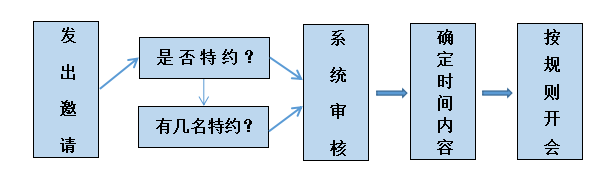 发出邀请
是否特约？
有几名特约？
系统审核
确定时间内容
按规则开会